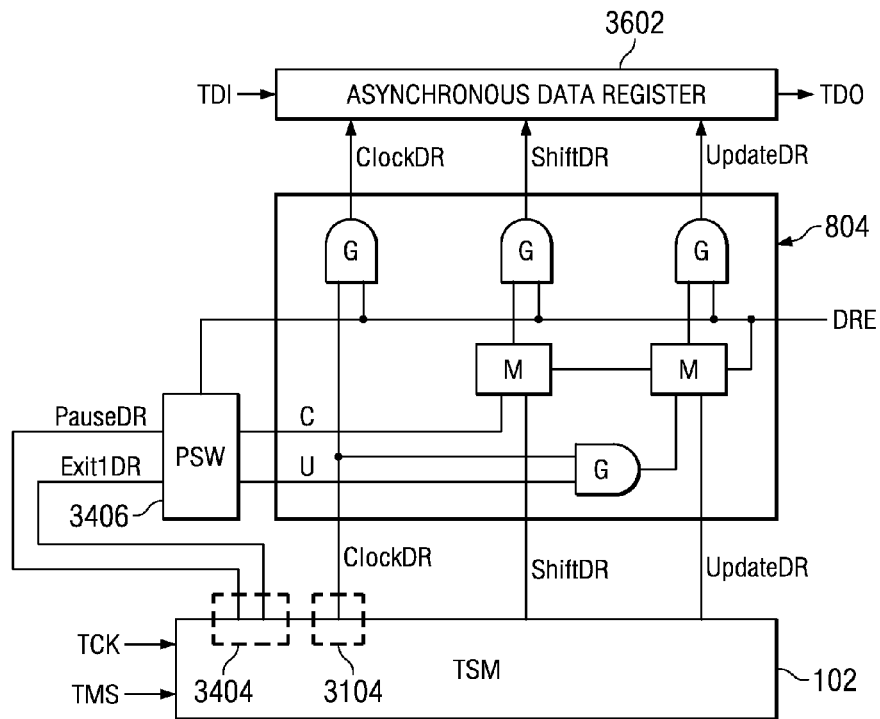 3602
TDI
ASYNCHRONOUS DATA REGISTER
TDO
ClockDR
ShiftDR
UpdateDR
804
G
G
G
DRE
M
M
PauseDR
C
PSW
Exit1DR
U
G
3406
ClockDR
ShiftDR
UpdateDR
TCK
3404
3104
TSM
102
TMS